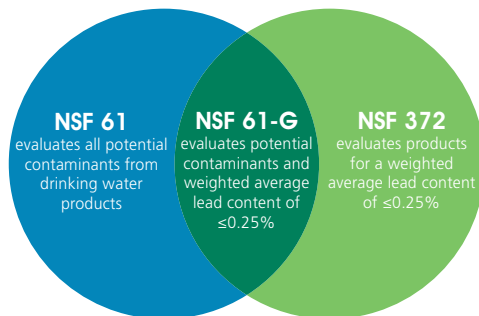 NSF 61
evaluates all potential
contaminants from
drinking water
products
NSF 61-G
evaluates potential
contaminants and
weighted average
lead content of
≤0.25%
NSF 372
evaluates products
for a weighted
average lead content
of ≤0.25%